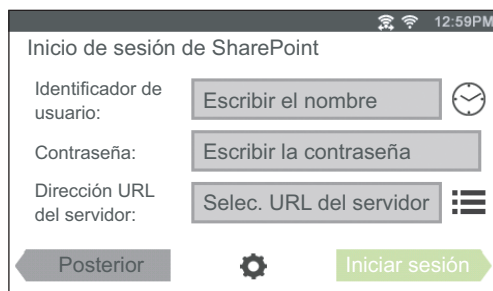 12:59PM
Inicio de sesión de SharePoint
Identificador de
usuario:
Escribir el nombre
Contraseña:
Escribir la contraseña
Dirección URL
del servidor:
Selec. URL del servidor
Posterior
Iniciar sesión